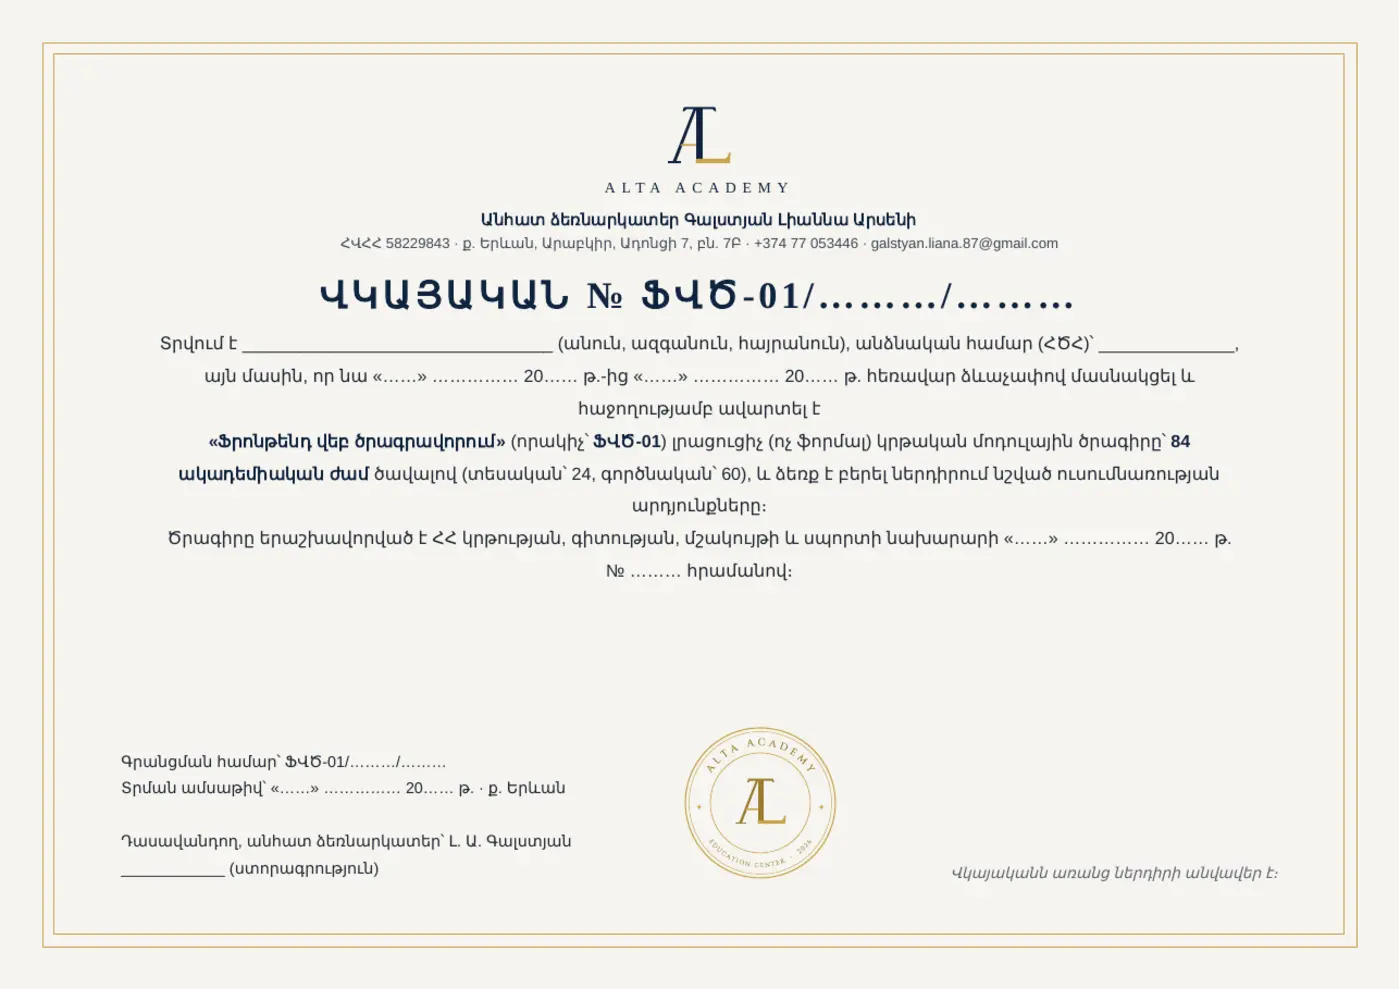 AL
ALTA ACADEMY
Անհատ ձեռնարկատեր Գալստյան Լիաննա Արսենի
ՀՎՀՀ 58229843 · ք. Երևան, Արաբկիր, Ադոնցի 7, բն. 7Բ · +374 77 053446 · galstyan.liana.87@gmail.com
ՎԿԱՅԱԿԱՆ № ՖՎԾ-01/………/………
Տրվում է ________________________________ (անուն, ազգանուն, հայրանուն), անձնական համար (ՀԾՀ)՝ ______________,
այն մասին, որ նա «……» …………… 20…… թ.-ից «……» …………… 20…… թ. հեռավար ձևաչափով մասնակցել և
հաջողությամբ ավարտել է
«Ֆրոնթենդ վեբ ծրագրավորում» (որակիչ՝ ՖՎԾ-01) լրացուցիչ (ոչ ֆորմալ) կրթական մոդուլային ծրագիրը՝ 84
ակադեմիական ժամ ծավալով (տեսական՝ 24, գործնական՝ 60), և ձեռք է բերել ներդիրում նշված ուսումնառության
արդյունքները։
Ծրագիրը երաշխավորված է ՀՀ կրթության, գիտության, մշակույթի և սպորտի նախարարի «……» …………… 20…… թ.
№ ……… հրամանով։
Գրանցման համար՝ ՖՎԾ-01/………/………
Տրման ամսաթիվ՝ «……» …………… 20…… թ. · ք. Երևան
Դասավանդող, անհատ ձեռնարկատեր՝ Լ. Ա. Գալստյան
____________ (ստորագրություն)
ALTA ACADEMY
AL
EDUCATION CENTER · 2026
Վկայականն առանց ներդիրի անվավեր է։